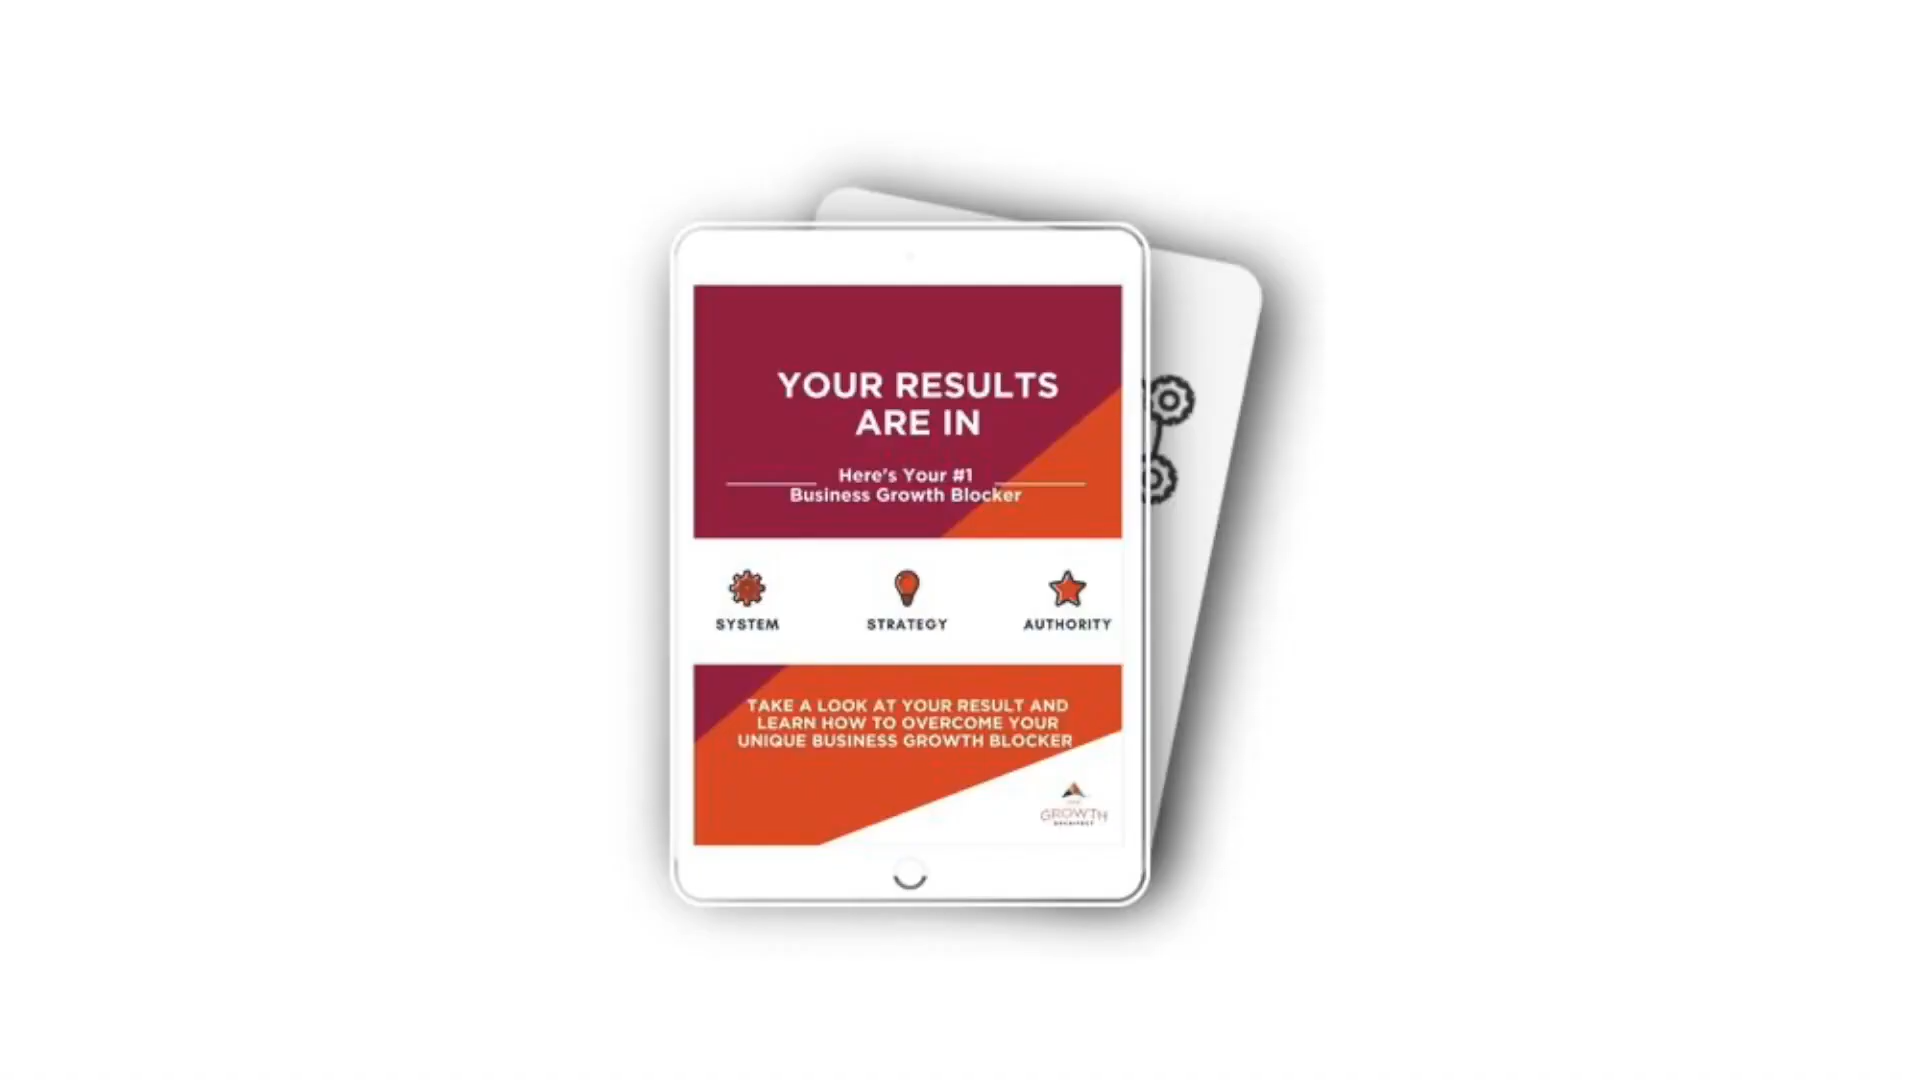 YOUR RESULTS
ARE IN
Here's Your #1
Business Growth Blocker
SYSTEM
STRATEGY
AUTHORITY
TAKE A LOOK AT YOUR RESULT AND
LEARN HOW TO OVERCOME YOUR
UNIQUE BUSINESS GROWTH BLOCKER
GROWTH
ARCHITECT